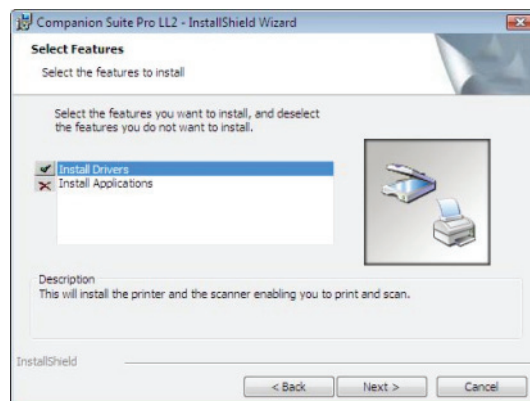 Companion Suite Pro LL2 - InstallShield Wizard
Select Features
Select the features to install
Select the features you want to install, and deselect
the features you do not want to install.
Install Drivers
Install Applications
Description
This will install the printer and the scanner enabling you to print and scan.
InstallShield
< Back Next > Cancel